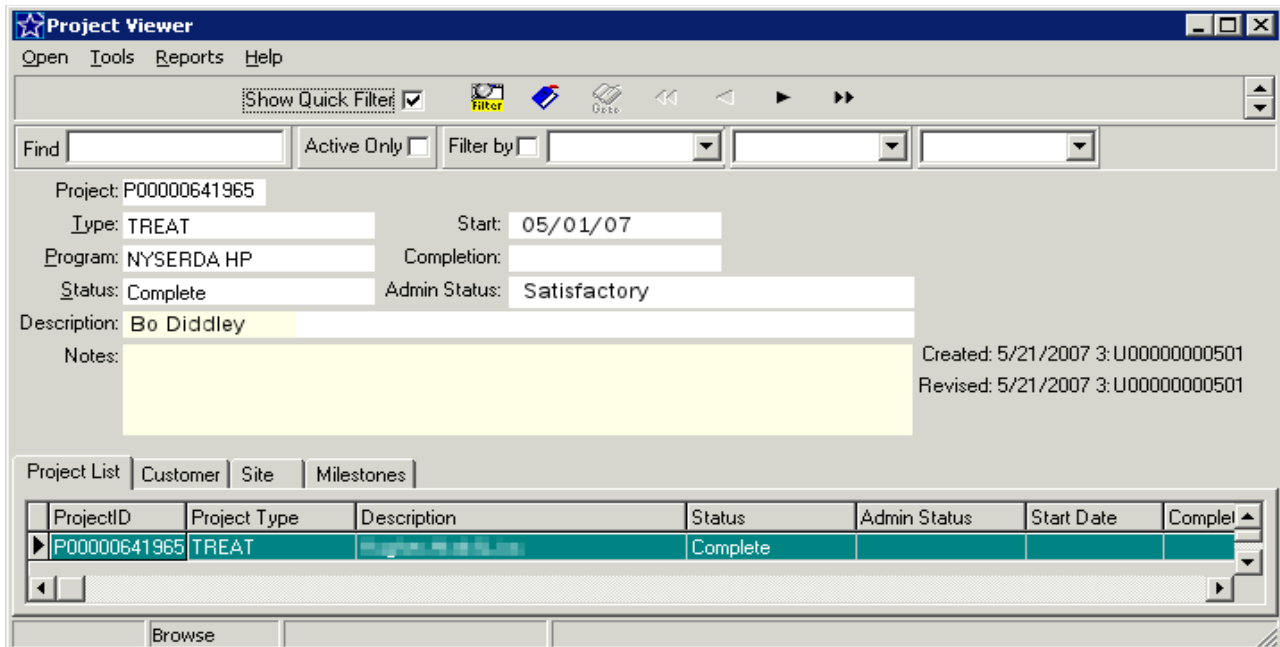 Project Viewer
Open Tools Reports Help
Show Quick Filter Filter Goto
Find Active Only Filter by
Project: P00000641965
Type: TREAT Start: 05/01/07
Program: NYSERDA HP Completion:
Status: Complete Admin Status: Satisfactory
Description: Bo Diddley
Notes: Created: 5/21/2007 3: U00000000501
Revised: 5/21/2007 3: U00000000501
Project List Customer Site Milestones
ProjectID Project Type Description Status Admin Status Start Date Complet
P00000641965 TREAT Complete
Browse